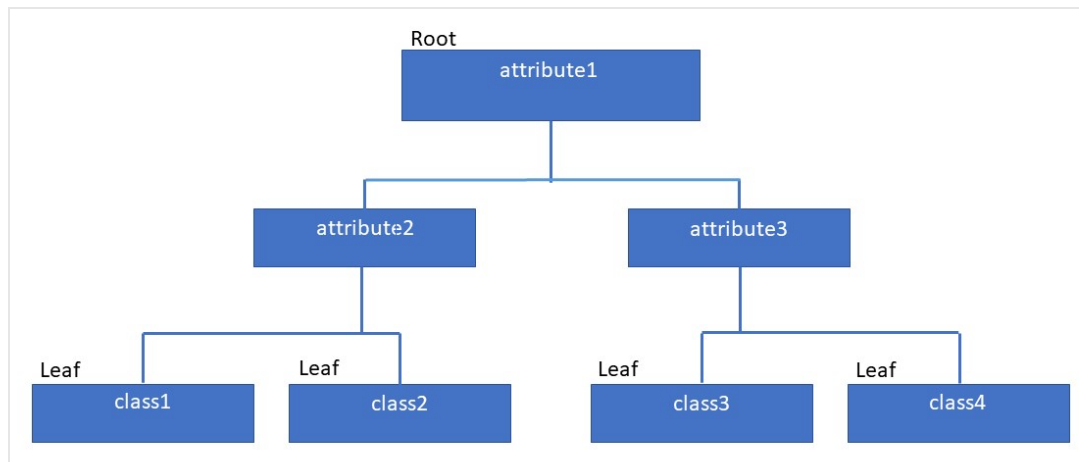 Root
attribute1
attribute2
attribute3
Leaf
Leaf
Leaf
Leaf
class1
class2
class3
class4